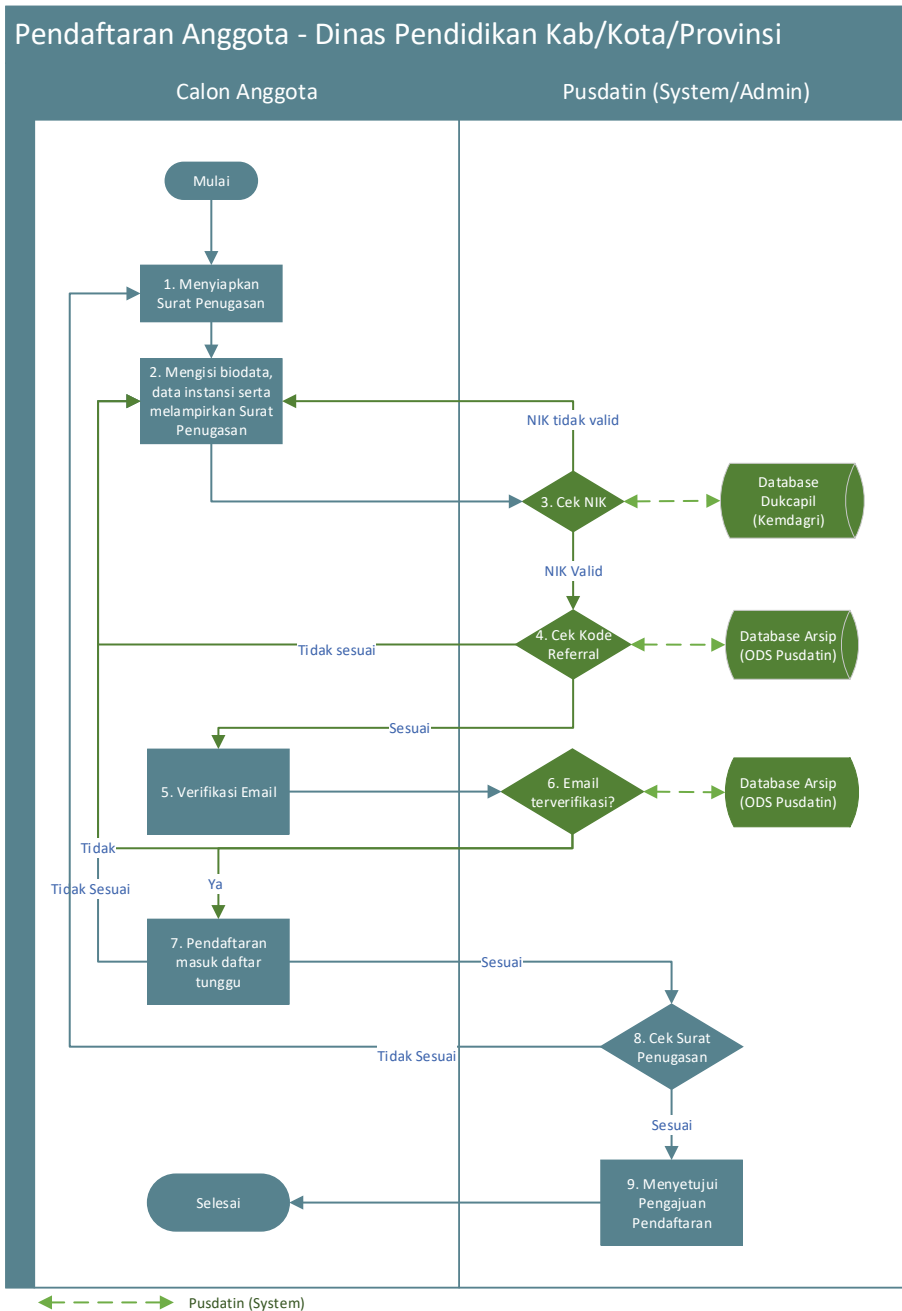 Pendaftaran Anggota - Dinas Pendidikan Kab/Kota/Provinsi
Calon Anggota
Pusdatin (System/Admin)
Mulai
1. Menyiapkan
Surat Penugasan
2. Mengisi biodata,
data instansi serta
melampirkan Surat
Penugasan
NIK tidak valid
3. Cek NIK
Database
Dukcapil
(Kemdagri)
NIK Valid
4. Cek Kode
Referral
Database Arsip
(ODS Pusdatin)
Tidak sesuai
Sesuai
5. Verifikasi Email
6. Email
terverifikasi?
Database Arsip
(ODS Pusdatin)
Tidak
Ya
Tidak Sesuai
7. Pendaftaran
masuk daftar
tunggu
Sesuai
8. Cek Surat
Penugasan
Tidak Sesuai
Sesuai
9. Menyetujui
Pengajuan
Pendaftaran
Selesai
Pusdatin (System)